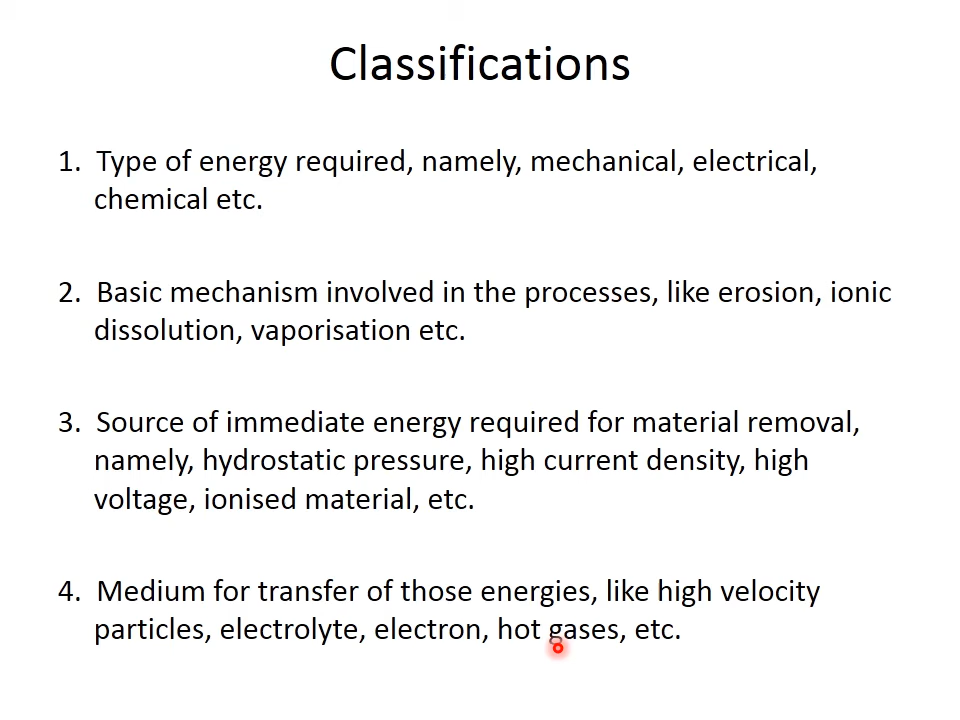 Classifications
1. Type of energy required, namely, mechanical, electrical,
chemical etc.
2. Basic mechanism involved in the processes, like erosion, ionic
dissolution, vaporisation etc.
3. Source of immediate energy required for material removal,
namely, hydrostatic pressure, high current density, high
voltage, ionised material, etc.
4. Medium for transfer of those energies, like high velocity
particles, electrolyte, electron, hot gases, etc.